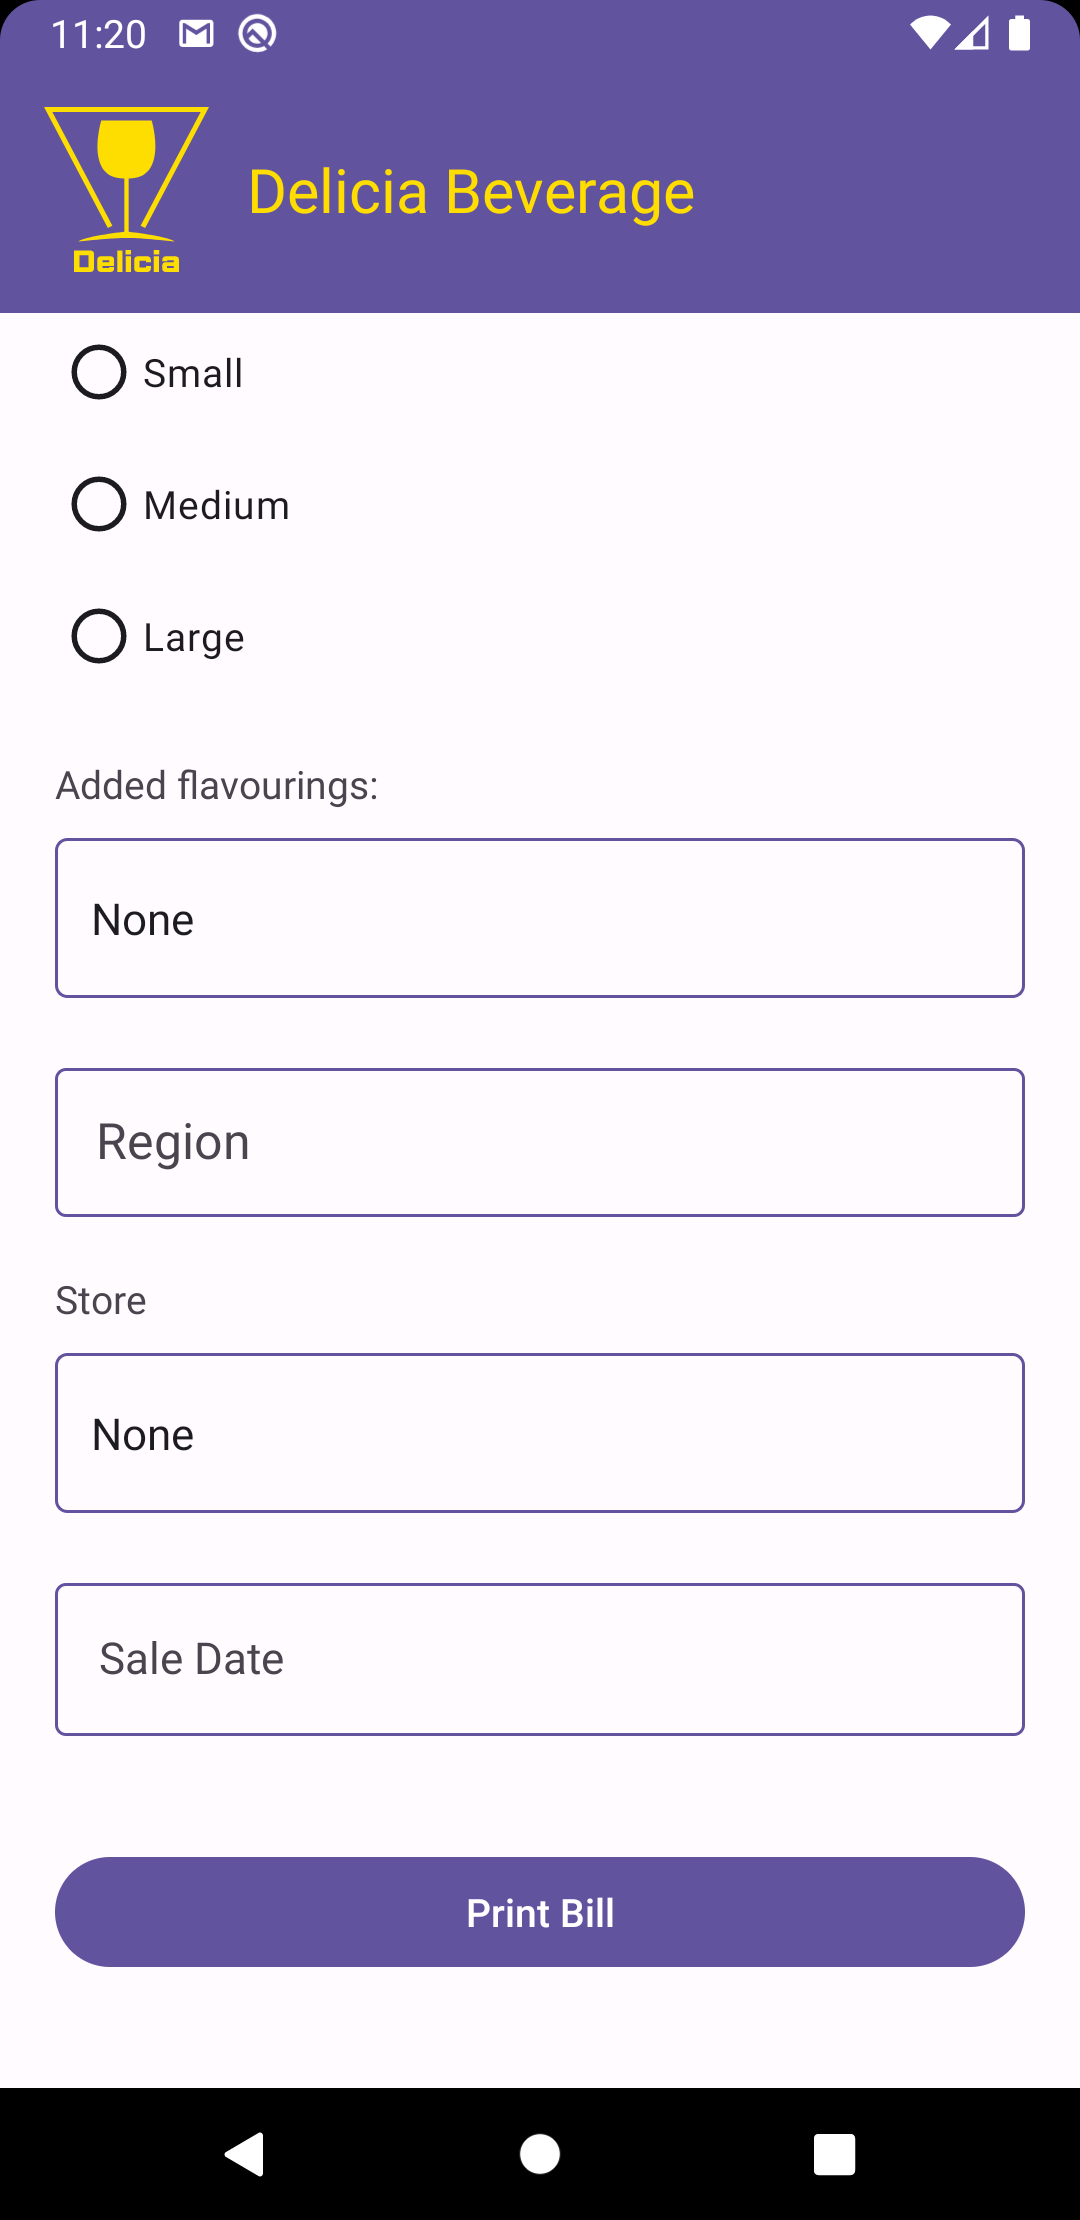 11:20
Delicia
Delicia Beverage
Small
Medium
Large
Added flavourings:
None
Region
Store
None
Sale Date
Print Bill